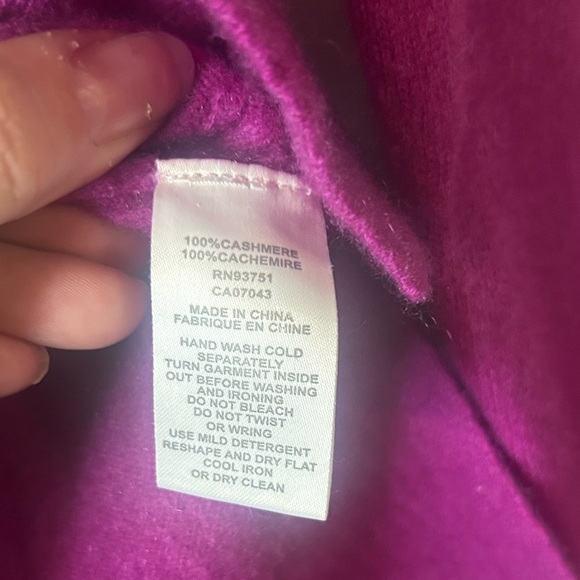 100%CASHMERE
100%CACHEMIRE
RN93751
CA07043
MADE IN CHINA
FABRIQUE EN CHINE
HAND WASH COLD
SEPARATELY
TURN GARMENT INSIDE
OUT BEFORE WASHING
AND IRONING
DO NOT BLEACH
DO NOT TWIST
OR WRING
USE MILD DETERGENT
RESHAPE AND DRY FLAT
COOL IRON
OR DRY CLEAN